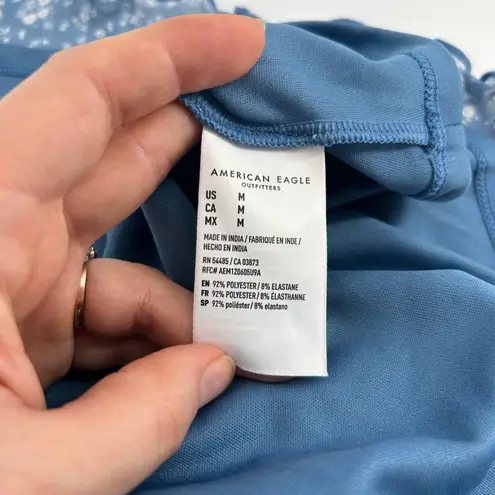 AMERICAN EAGLE
OUTFITTERS
US M
CA M
MX M
MADE IN INDIA / FABRIQUÉ EN INDE /
HECHO EN INDIA
RN 54485 / CA 03873
RFC# AEM120605U9A
EN 92% POLYESTER / 8% ELASTANE
FR 92% POLYESTER / 8% ÉLASTHANNE
SP 92% poliéster / 8% elastano